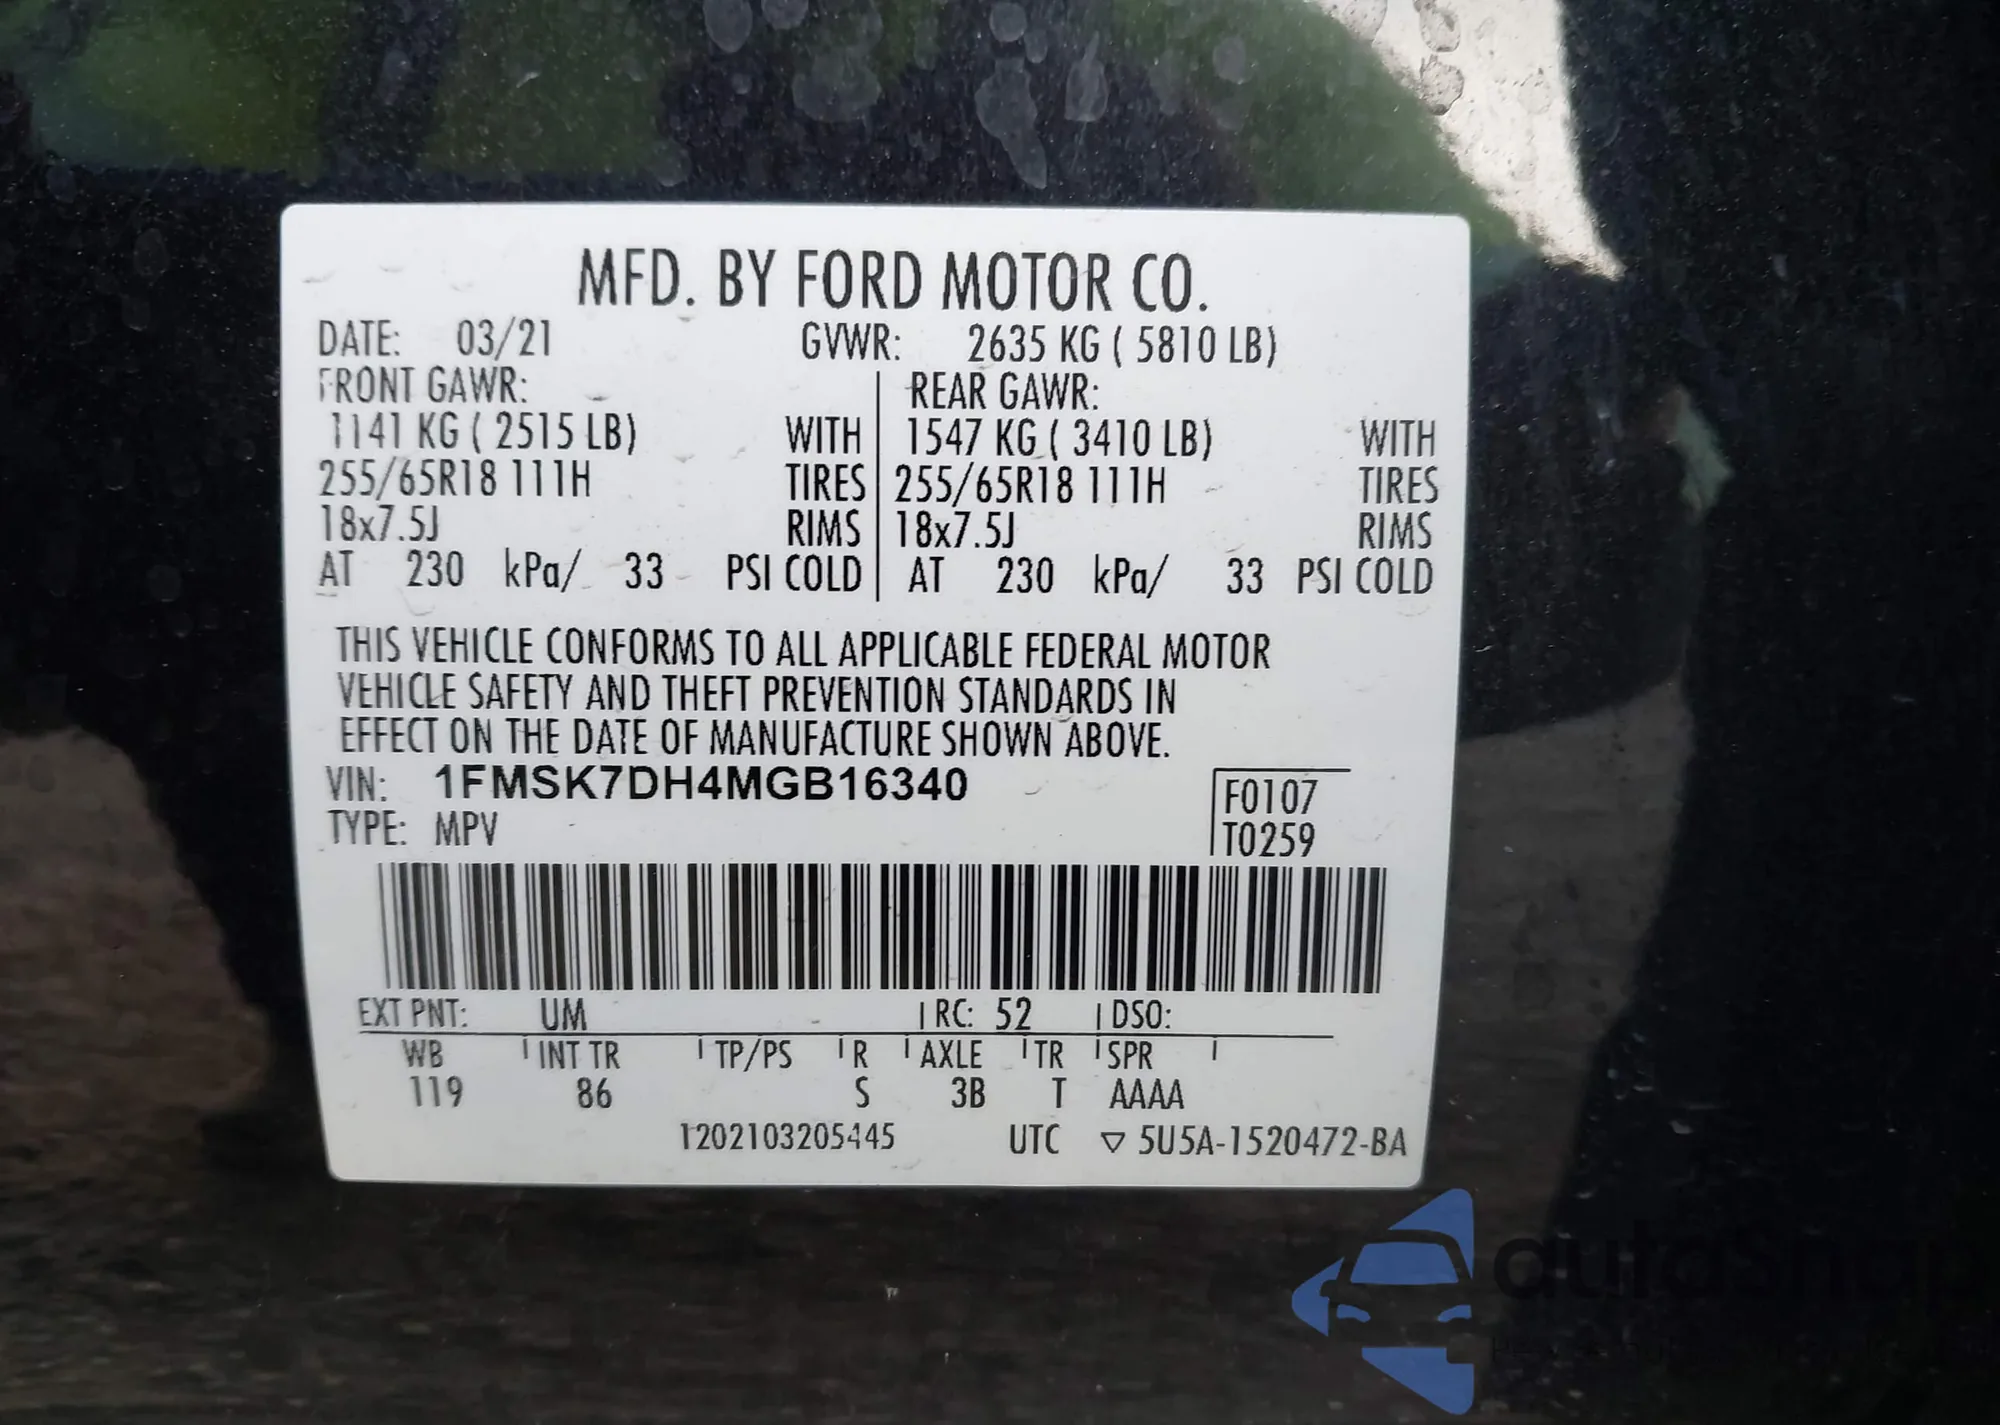 MFD. BY FORD MOTOR CO.
DATE: 03/21 GVWR: 2635 KG ( 5810 LB)
FRONT GAWR: REAR GAWR:
1141 KG ( 2515 LB) WITH 1547 KG ( 3410 LB) WITH
255/65R18 111H TIRES 255/65R18 111H TIRES
18x7.5J RIMS 18x7.5J RIMS
AT 230 kPa/ 33 PSI COLD AT 230 kPa/ 33 PSI COLD
THIS VEHICLE CONFORMS TO ALL APPLICABLE FEDERAL MOTOR
VEHICLE SAFETY AND THEFT PREVENTION STANDARDS IN
EFFECT ON THE DATE OF MANUFACTURE SHOWN ABOVE.
VIN: 1FMSK7DH4MGB16340 F0107
TYPE: MPV T0259
EXT PNT: UM RC: 52 DSO:
WB INT TR TP/PS R AXLE TR SPR
119 86 S 3B T AAAA
1202103205445 UTC ▽ 5U5A-1520472-BA